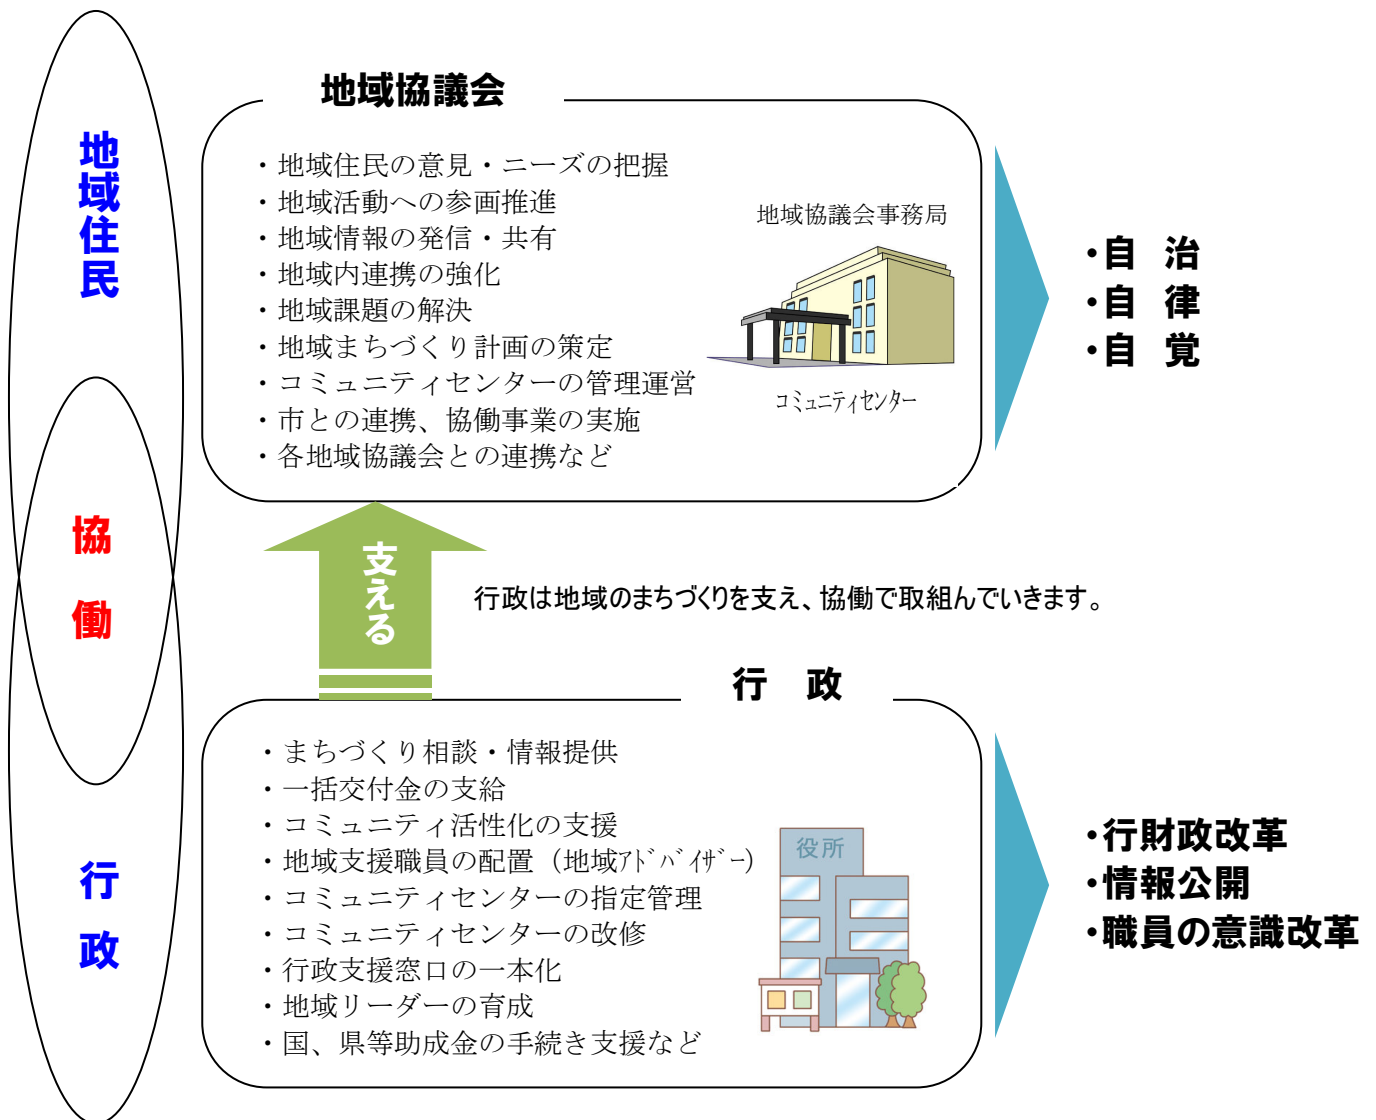 地域住民
協働
行政
地域協議会
・地域住民の意見・ニーズの把握
・地域活動への参画推進
・地域情報の発信・共有
・地域内連携の強化
・地域課題の解決
・地域まちづくり計画の策定
・コミュニティセンターの管理運営
・市との連携、協働事業の実施
・各地域協議会との連携など
地域協議会事務局
コミュニティセンター
・自　治
・自　律
・自　覚
支える
行政は地域のまちづくりを支え、協働で取組んでいきます。
行　政
・まちづくり相談・情報提供
・一括交付金の支給
・コミュニティ活性化の支援
・地域支援職員の配置（地域ｱﾄﾞﾊﾞｲｻﾞｰ）
・コミュニティセンターの指定管理
・コミュニティセンターの改修
・行政支援窓口の一本化
・地域リーダーの育成
・国、県等助成金の手続き支援など
役所
・行財政改革
・情報公開
・職員の意識改革